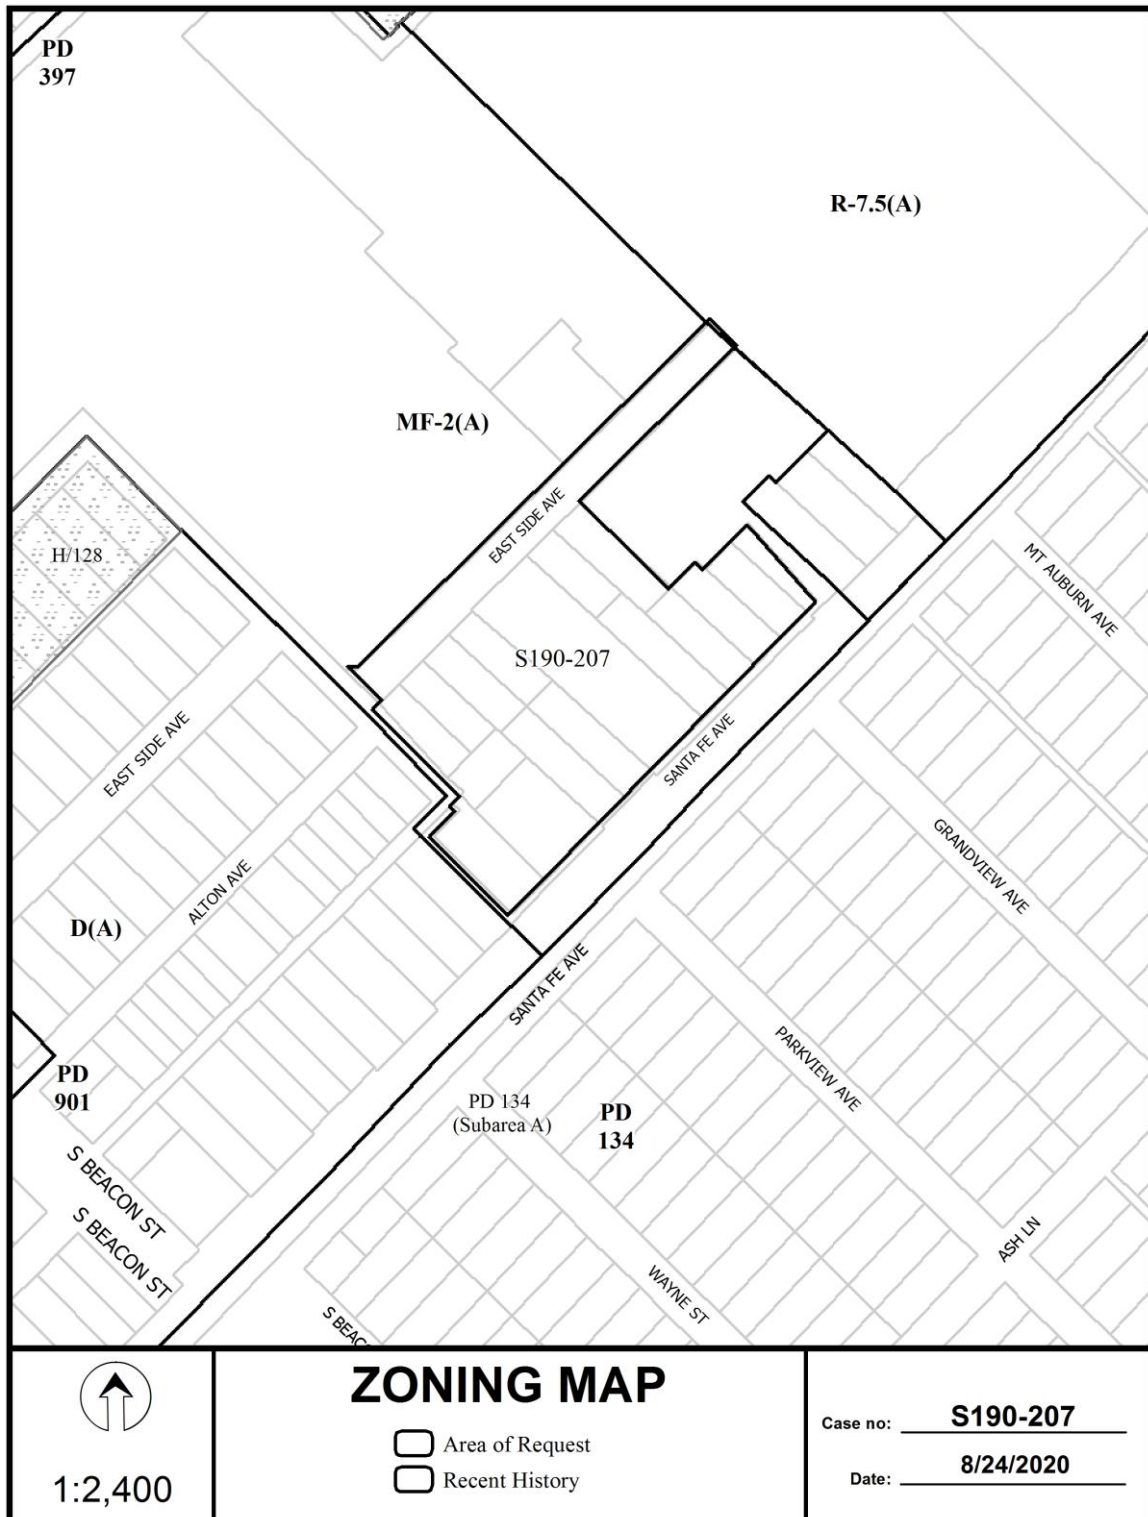 PD
397
R-7.5(A)
MF-2(A)
EAST SIDE AVE
H/128
MT AUBURN AVE
S190-207
EAST SIDE AVE
SANTA FE AVE
GRANDVIEW AVE
ALTON AVE
D(A)
SANTA FE AVE
PARKVIEW AVE
PD
901
PD 134
(Subarea A)
PD
134
S BEACON ST
S BEACON ST
ASH LN
WAYNE ST
S BEAC
ZONING MAP
Area of Request
Recent History
1:2,400
Case no: S190-207
Date: 8/24/2020